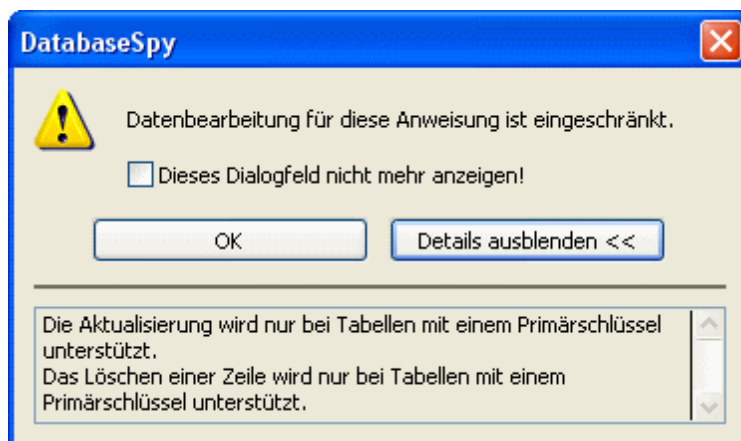 DatabaseSpy
Datenbearbeitung für diese Anweisung ist eingeschränkt.
Dieses Dialogfeld nicht mehr anzeigen!
OK
Details ausblenden <<
Die Aktualisierung wird nur bei Tabellen mit einem Primärschlüssel
unterstützt.
Das Löschen einer Zeile wird nur bei Tabellen mit einem
Primärschlüssel unterstützt.